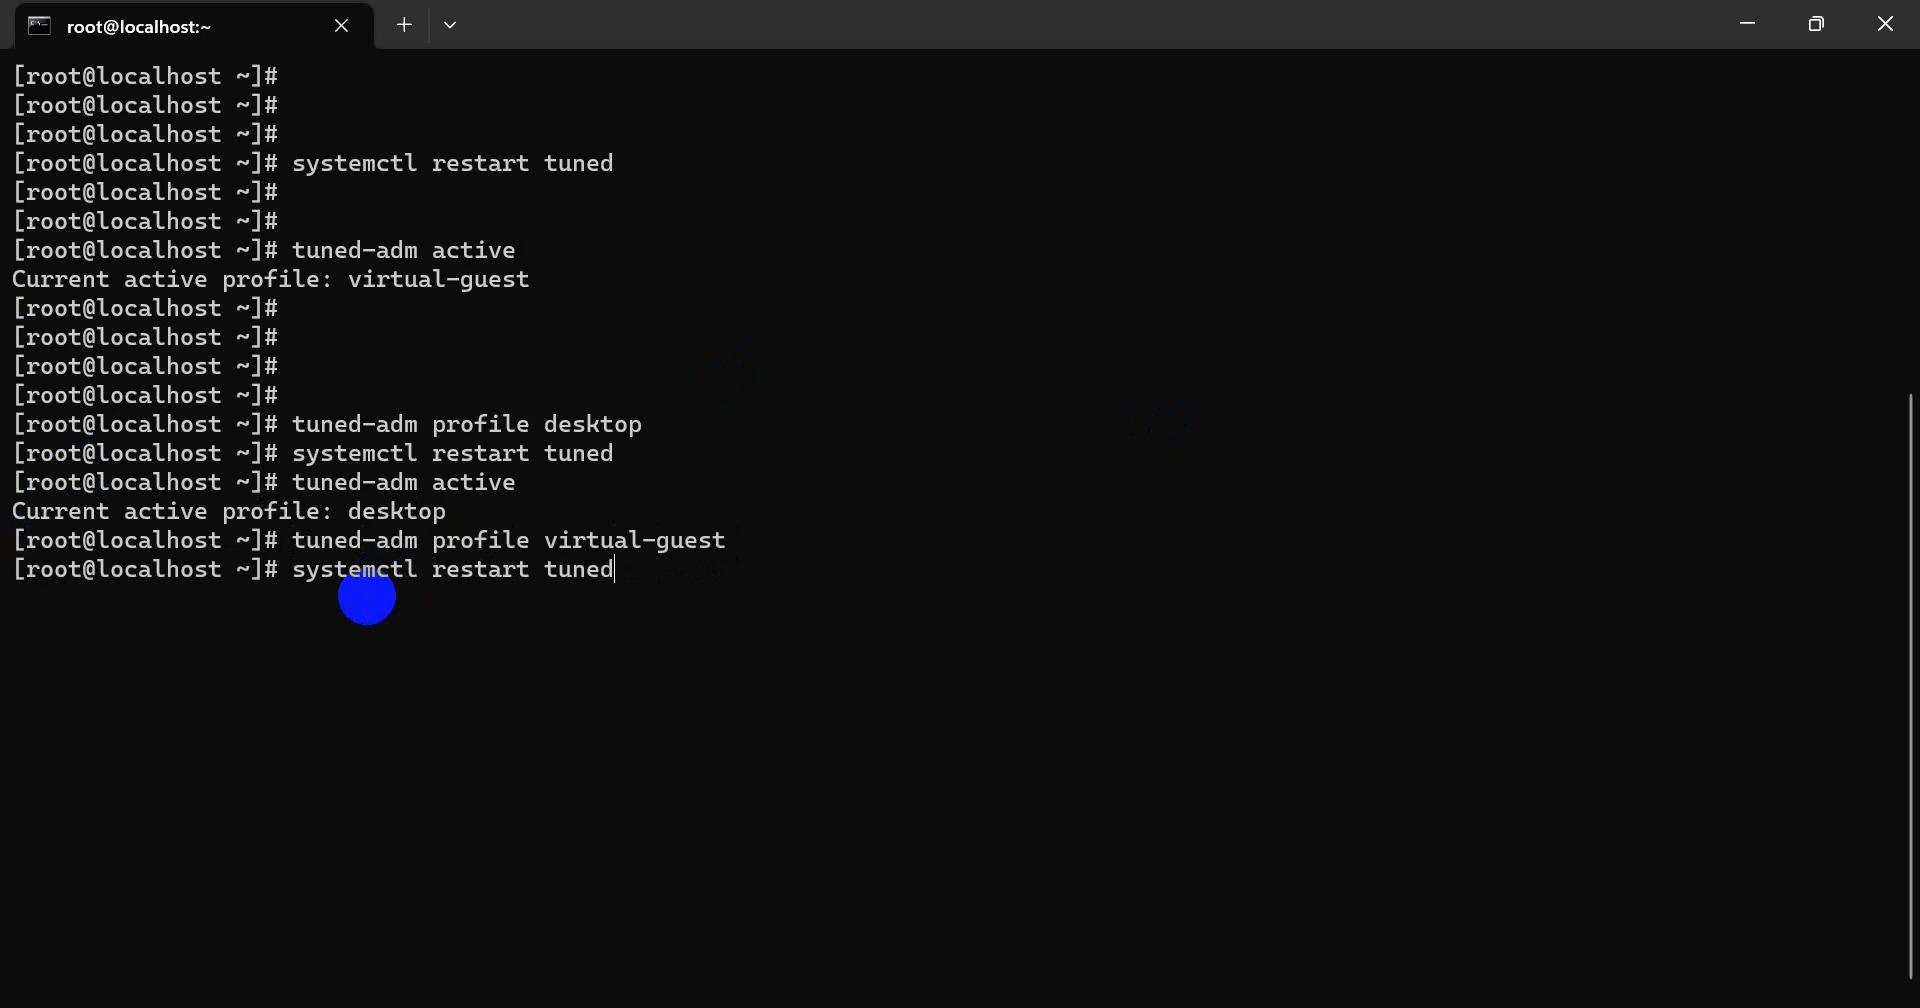 root@localhost:~
[root@localhost ~]#
[root@localhost ~]#
[root@localhost ~]#
[root@localhost ~]# systemctl restart tuned
[root@localhost ~]#
[root@localhost ~]#
[root@localhost ~]# tuned-adm active
Current active profile: virtual-guest
[root@localhost ~]#
[root@localhost ~]#
[root@localhost ~]#
[root@localhost ~]#
[root@localhost ~]# tuned-adm profile desktop
[root@localhost ~]# systemctl restart tuned
[root@localhost ~]# tuned-adm active
Current active profile: desktop
[root@localhost ~]# tuned-adm profile virtual-guest
[root@localhost ~]# systemctl restart tuned